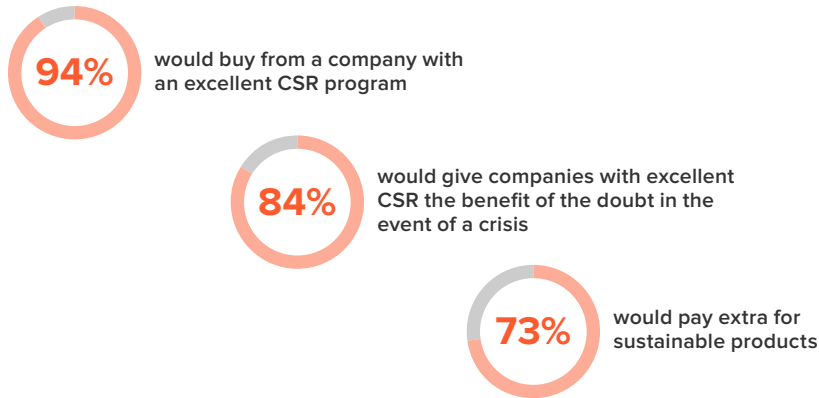 94%
would buy from a company with
an excellent CSR program
84%
would give companies with excellent
CSR the benefit of the doubt in the
event of a crisis
73%
would pay extra for
sustainable products